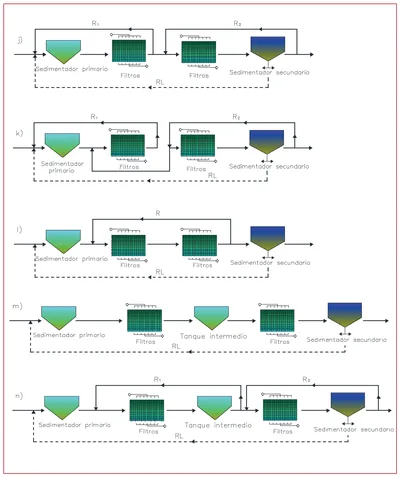 j)
R₁
R₂
Sedimentador primario
Filtros
Filtros
Sedimentador secundario
RL
k)
R₁
R₂
Sedimentador
primario
Filtros
Filtros
Sedimentador secundario
RL
l)
R
Sedimentador primario
Filtros
Filtros
Sedimentador secundario
RL
m)
Sedimentador primario
Filtros
Tanque intermedio
Filtros
Sedimentador secundario
RL
n)
R₁
R₂
Sedimentador primario
Filtros
Tanque intermedio
Filtros
Sedimentador secundario
RL